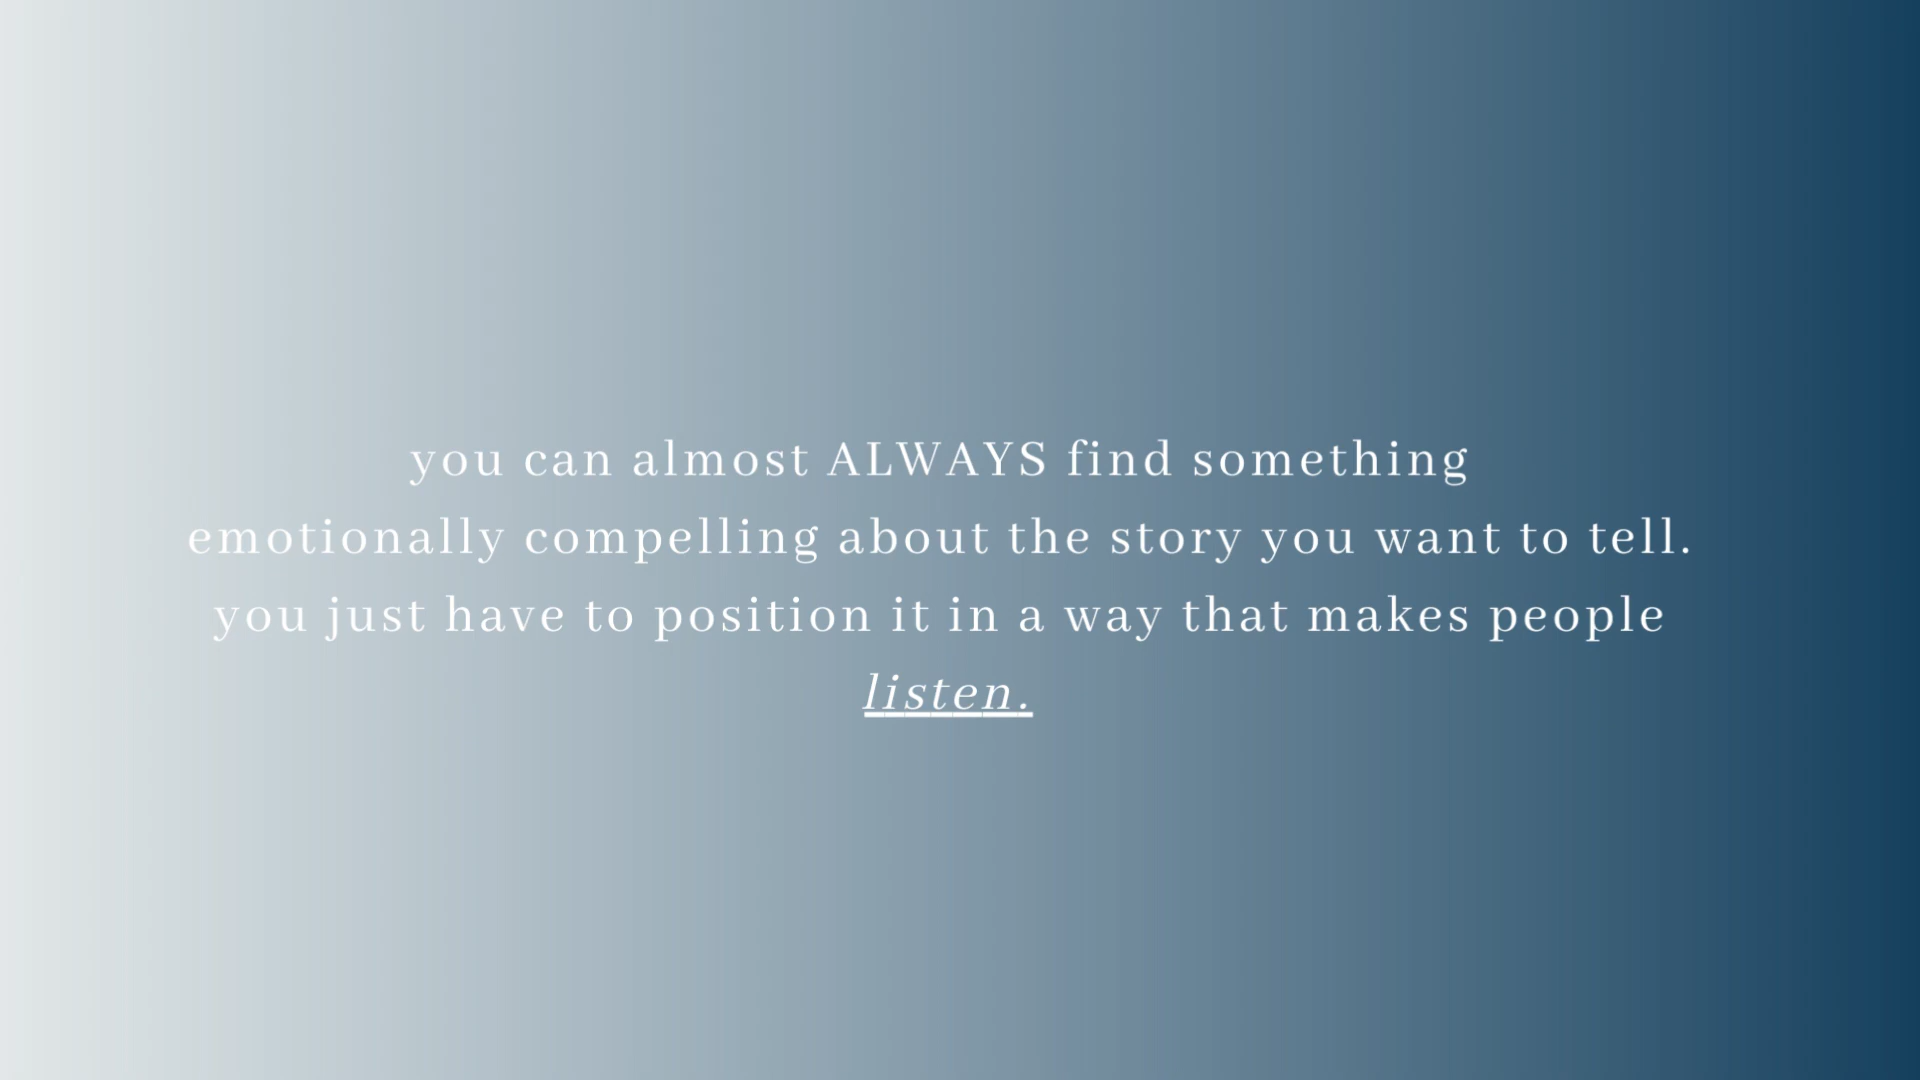 you can almost ALWAYS find something
emotionally compelling about the story you want to tell.
you just have to position it in a way that makes people
listen.